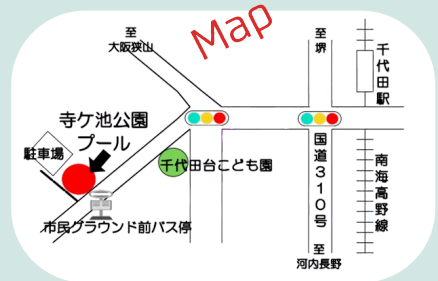 Map
至
大阪狭山
至
堺
千代田駅
寺ケ池公園
プール
駐車場
千代田台こども園
国道310号
南海高野線
市民グラウンド前バス停
至
河内長野